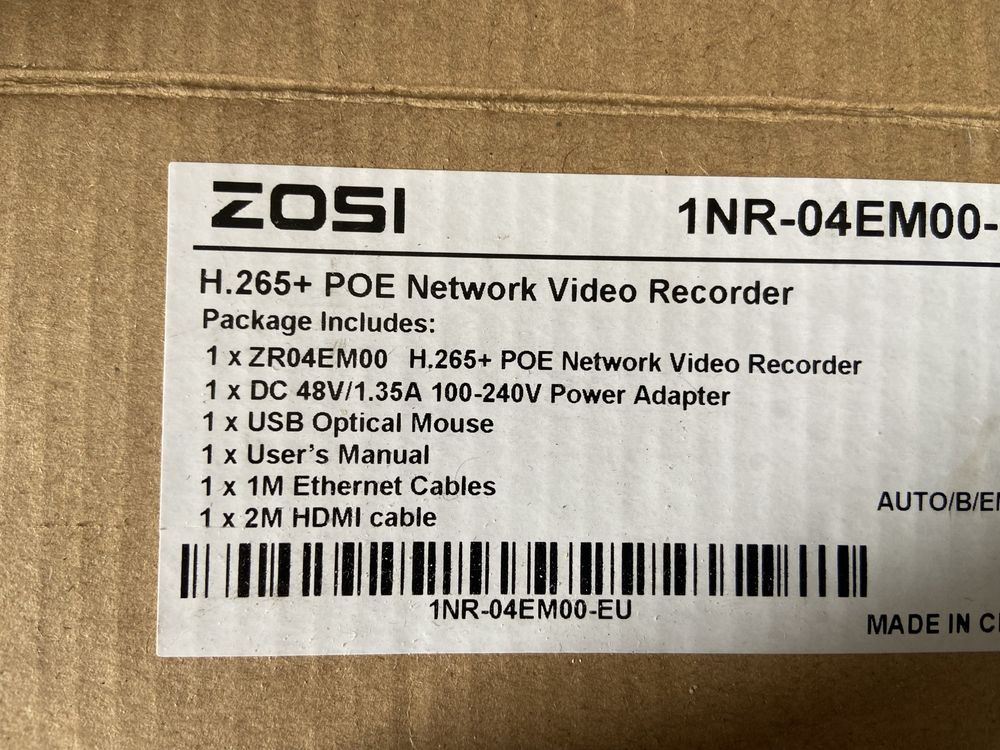 ZOSI
1NR-04EM00-
H.265+ POE Network Video Recorder
Package Includes:
1 x ZR04EM00 H.265+ POE Network Video Recorder
1 x DC 48V/1.35A 100-240V Power Adapter
1 x USB Optical Mouse
1 x User's Manual
1 x 1M Ethernet Cables
1 x 2M HDMI cable
AUTO/B/EN
1NR-04EM00-EU
MADE IN